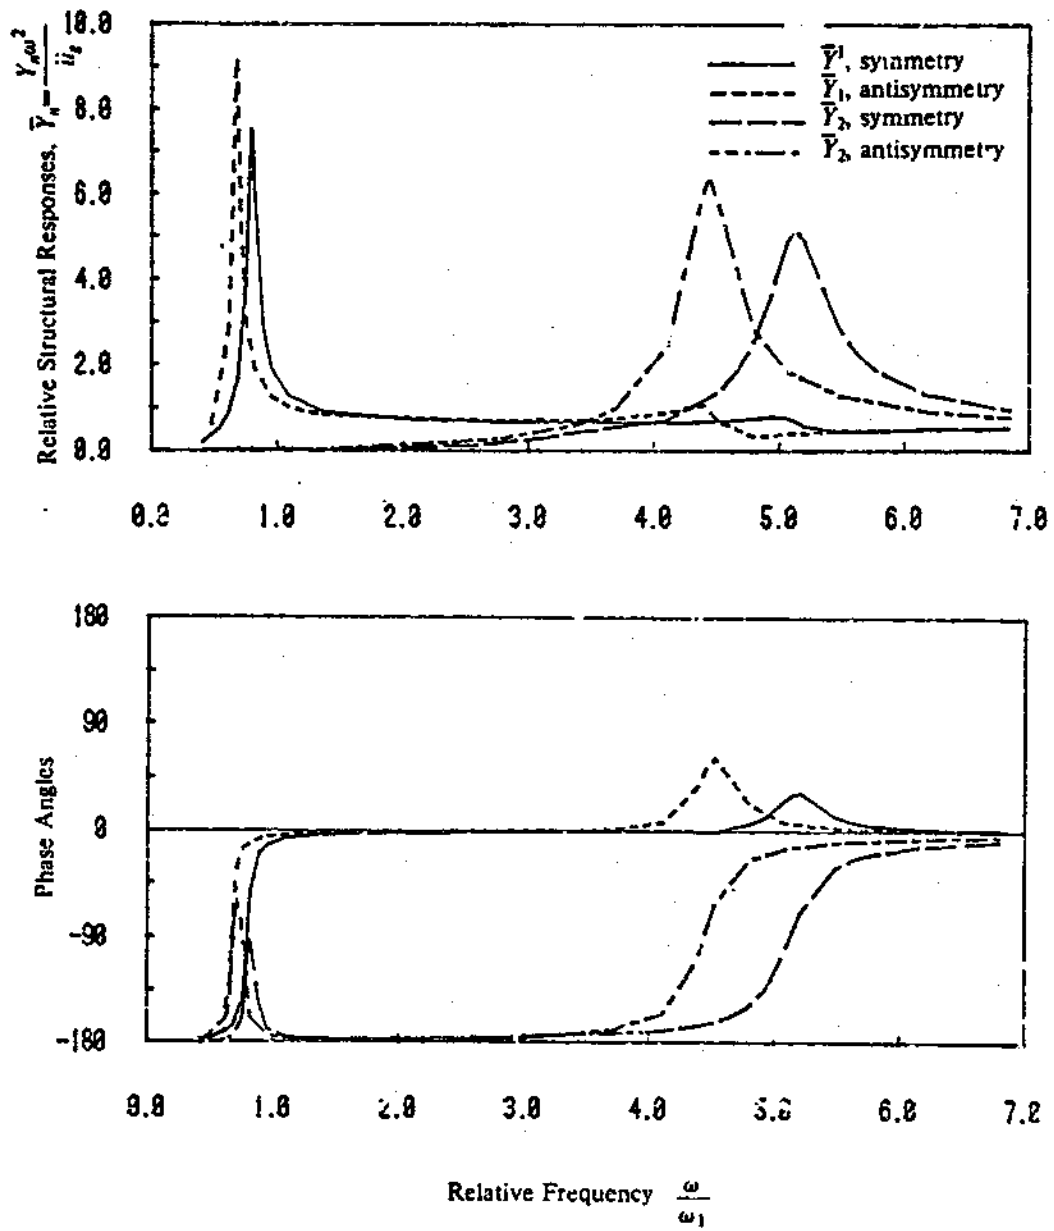 Relative Structural Responses, Ȳₙ = Yₙω² / üg
10.0
8.0
6.0
4.0
2.0
0.0
Ȳ¹, symmetry
Ȳ₁, antisymmetry
Ȳ₂, symmetry
Ȳ₂, antisymmetry
0.0 1.0 2.0 3.0 4.0 5.0 6.0 7.0
Phase Angles
180
90
0
-90
-180
0.0 1.0 2.0 3.0 4.0 5.0 6.0 7.0
Relative Frequency ω/ω₁